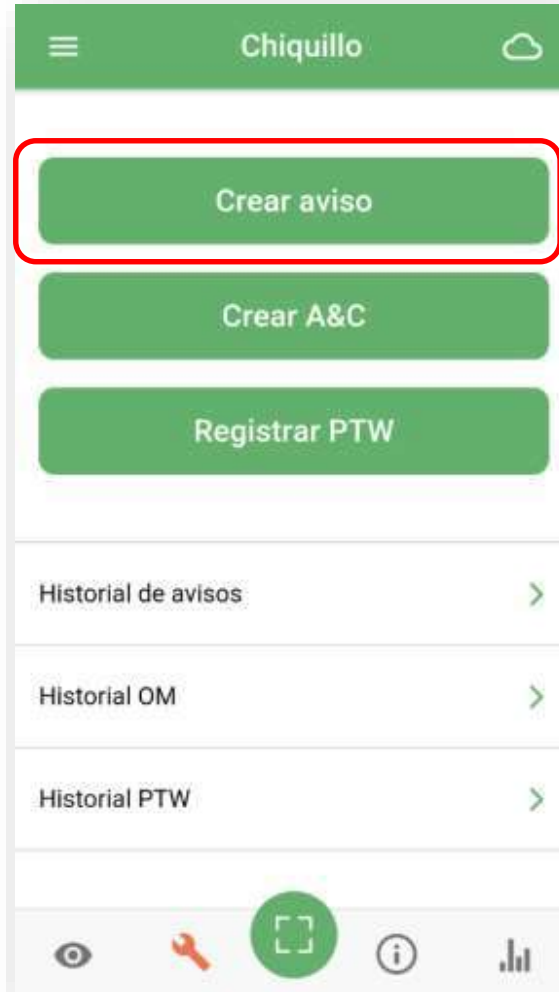 Chiquillo
Crear aviso
Crear A&C
Registrar PTW
Historial de avisos
Historial OM
Historial PTW